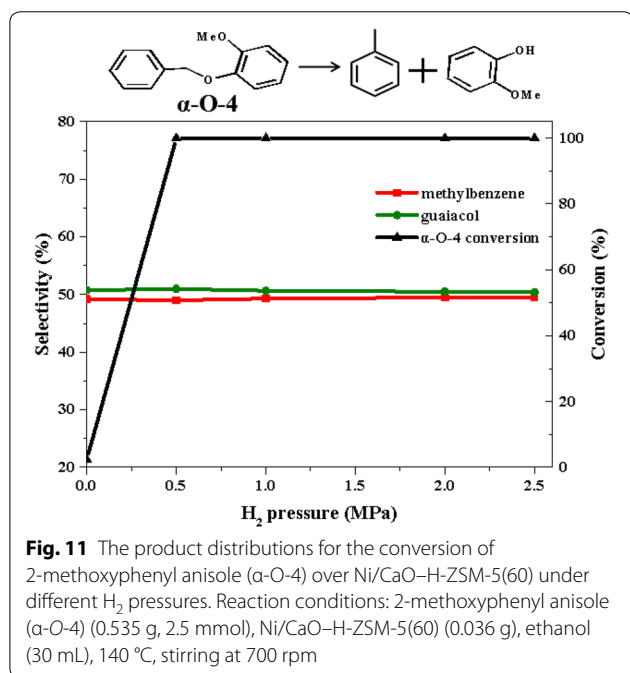 MeO
O
α-O-4
OH
OMe
80
70
60
50
40
30
20
Selectivity (%)
methylbenzene
guaiacol
α-O-4 conversion
100
80
60
40
20
0
Conversion (%)
0.0 0.5 1.0 1.5 2.0 2.5
H₂ pressure (MPa)
Fig. 11 The product distributions for the conversion of
2-methoxyphenyl anisole (α-O-4) over Ni/CaO–H-ZSM-5(60) under
different H₂ pressures. Reaction conditions: 2-methoxyphenyl anisole
(α-O-4) (0.535 g, 2.5 mmol), Ni/CaO–H-ZSM-5(60) (0.036 g), ethanol
(30 mL), 140 °C, stirring at 700 rpm